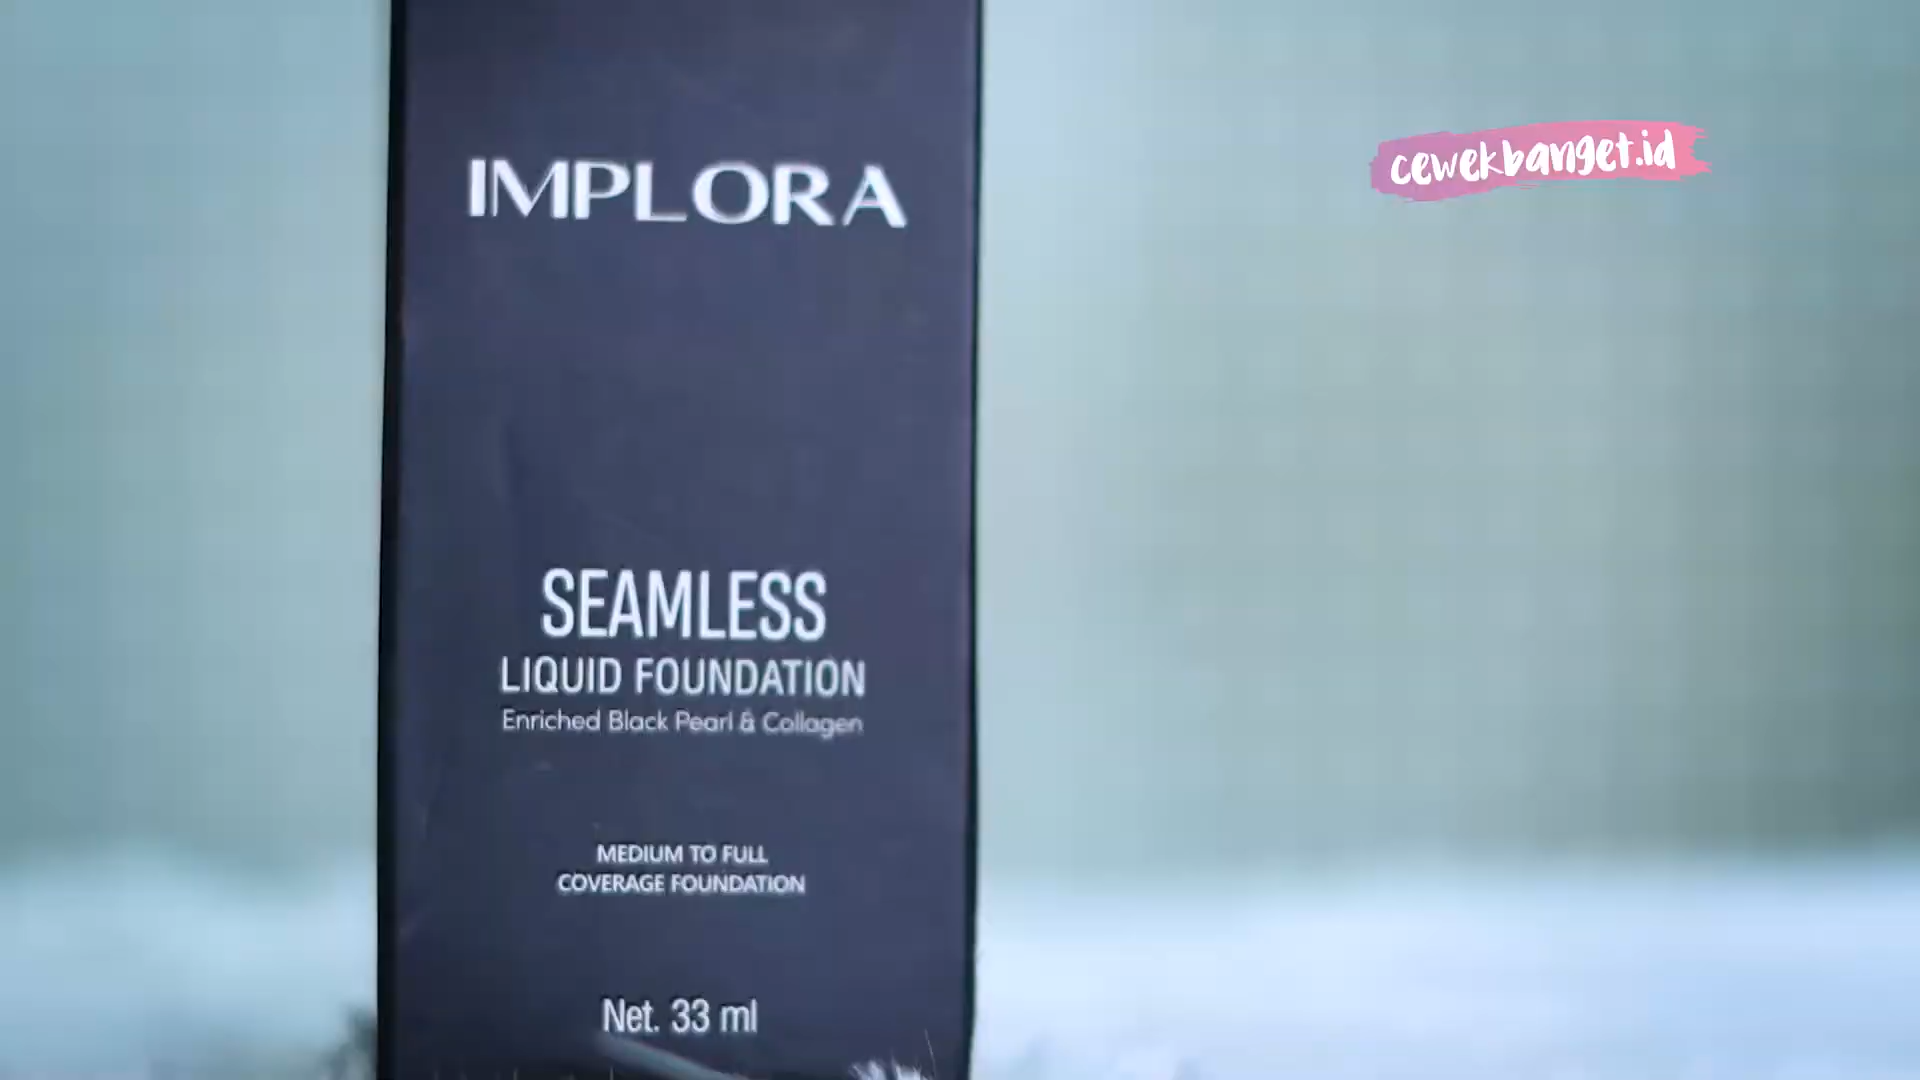 IMPLORA
cewekbanget.id
SEAMLESS
LIQUID FOUNDATION
Enriched Black Pearl & Collagen
MEDIUM TO FULL
COVERAGE FOUNDATION
Net. 33 ml